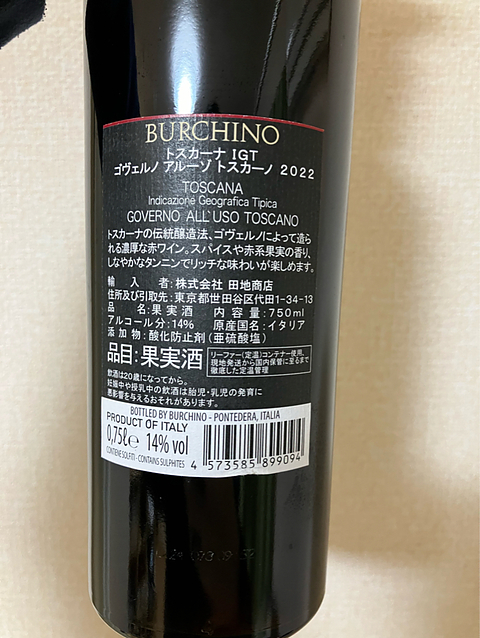 BURCHINO
トスカーナ IGT
ゴヴェルノ アルーゾ トスカーノ 2022
TOSCANA
Indicazione Geografica Tipica
GOVERNO ALL'USO TOSCANO
トスカーナの伝統醸造法、ゴヴェルノによって造ら
れる濃厚な赤ワイン。スパイスや赤系果実の香り、
しなやかなタンニンでリッチな味わいが楽しめます。
輸入者:株式会社 田地商店
住所及び引取先:東京都世田谷区代田1-34-13
品名:果実酒 内容量:750ml
アルコール分:14% 原産国名:イタリア
添加物:酸化防止剤(亜硫酸塩)
品目:果実酒
リーファー(定温)コンテナー使用。
現地発送から国内保管に至るまで
徹底した定温管理
飲酒は20歳になってから。
妊娠中や授乳中の飲酒は胎児・乳児の発育に
悪影響を与えるおそれがあります。
BOTTLED BY BURCHINO - PONTEDERA, ITALIA
PRODUCT OF ITALY
0,75ℓ e 14% vol
CONTIENE SOLFITI - CONTAINS SULPHITES
4 573585 899094